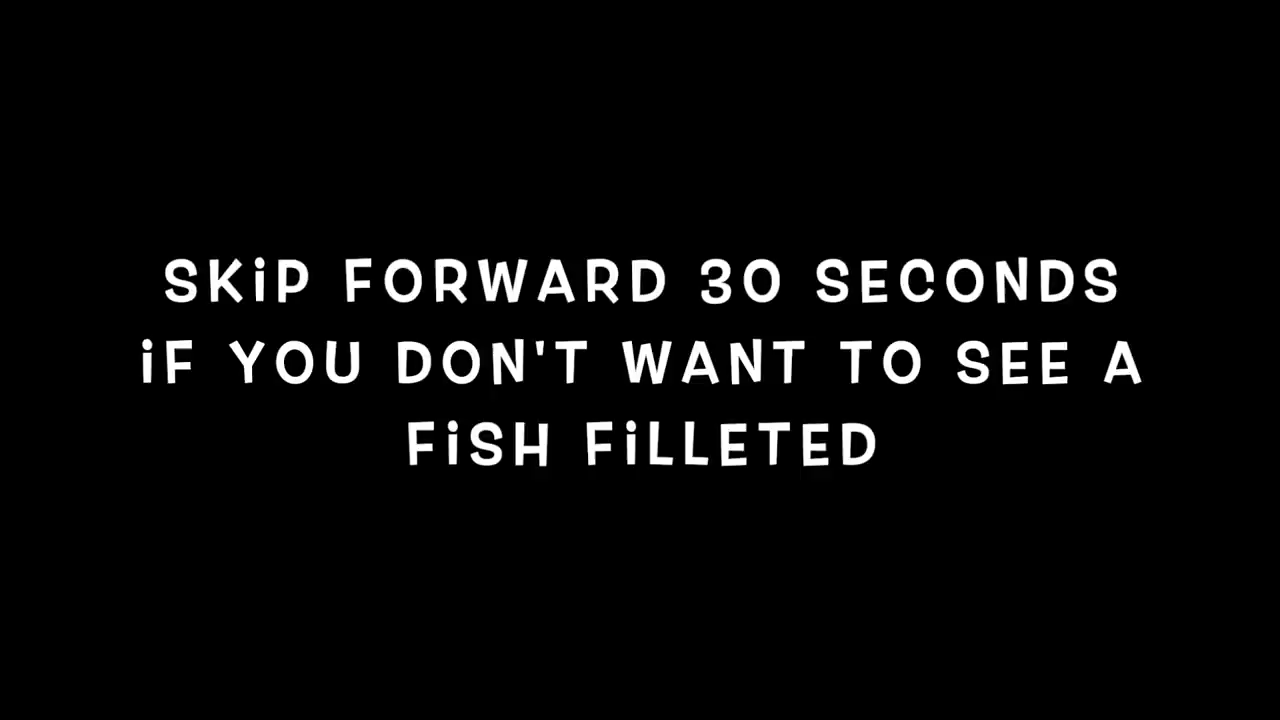 SKiP FORWARD 30 SECONDS
iF YOU DON'T WANT TO SEE A
FiSH FiLLETED